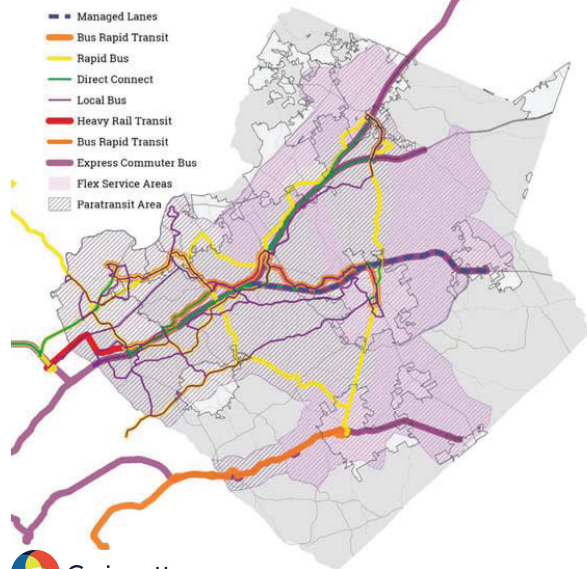 Managed Lanes
Bus Rapid Transit
Rapid Bus
Direct Connect
Local Bus
Heavy Rail Transit
Bus Rapid Transit
Express Commuter Bus
Flex Service Areas
Paratransit Area